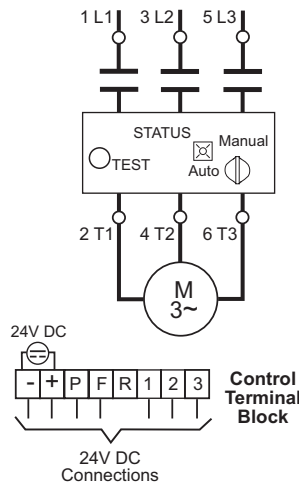 1 L1 3 L2 5 L3
STATUS
Manual
TEST
Auto
2 T1 4 T2 6 T3
M
3~
24V DC
- + P F R 1 2 3
Control
Terminal
Block
24V DC
Connections